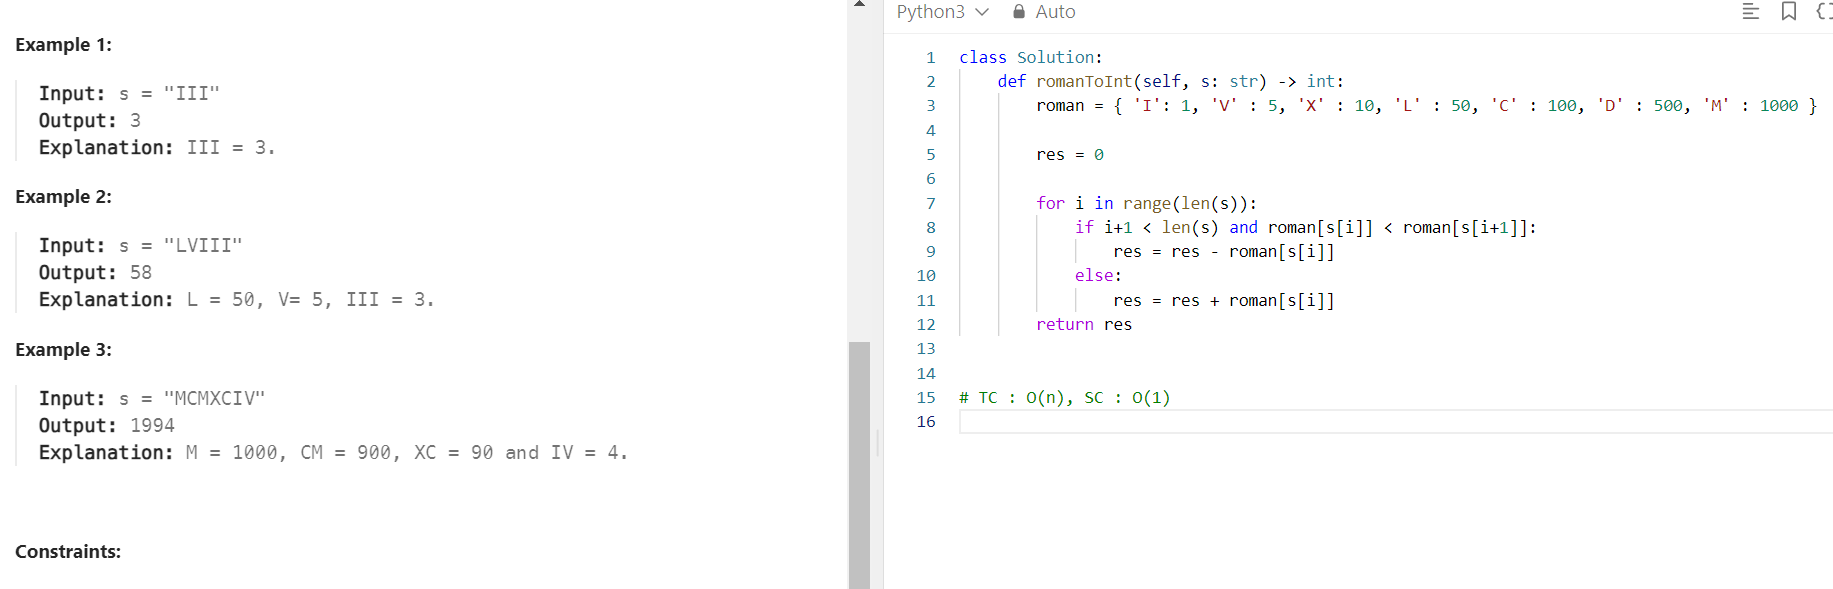 Example 1:
Input: s = "III"
Output: 3
Explanation: III = 3.
Example 2:
Input: s = "LVIII"
Output: 58
Explanation: L = 50, V= 5, III = 3.
Example 3:
Input: s = "MCMXCIV"
Output: 1994
Explanation: M = 1000, CM = 900, XC = 90 and IV = 4.
Constraints:
Python3 Auto
1 class Solution:
2     def romanToInt(self, s: str) -> int:
3         roman = { 'I': 1, 'V' : 5, 'X' : 10, 'L' : 50, 'C' : 100, 'D' : 500, 'M' : 1000 }
4
5         res = 0
6
7         for i in range(len(s)):
8             if i+1 < len(s) and roman[s[i]] < roman[s[i+1]]:
9                 res = res - roman[s[i]]
10             else:
11                 res = res + roman[s[i]]
12         return res
13
14
15 # TC : O(n), SC : O(1)
16